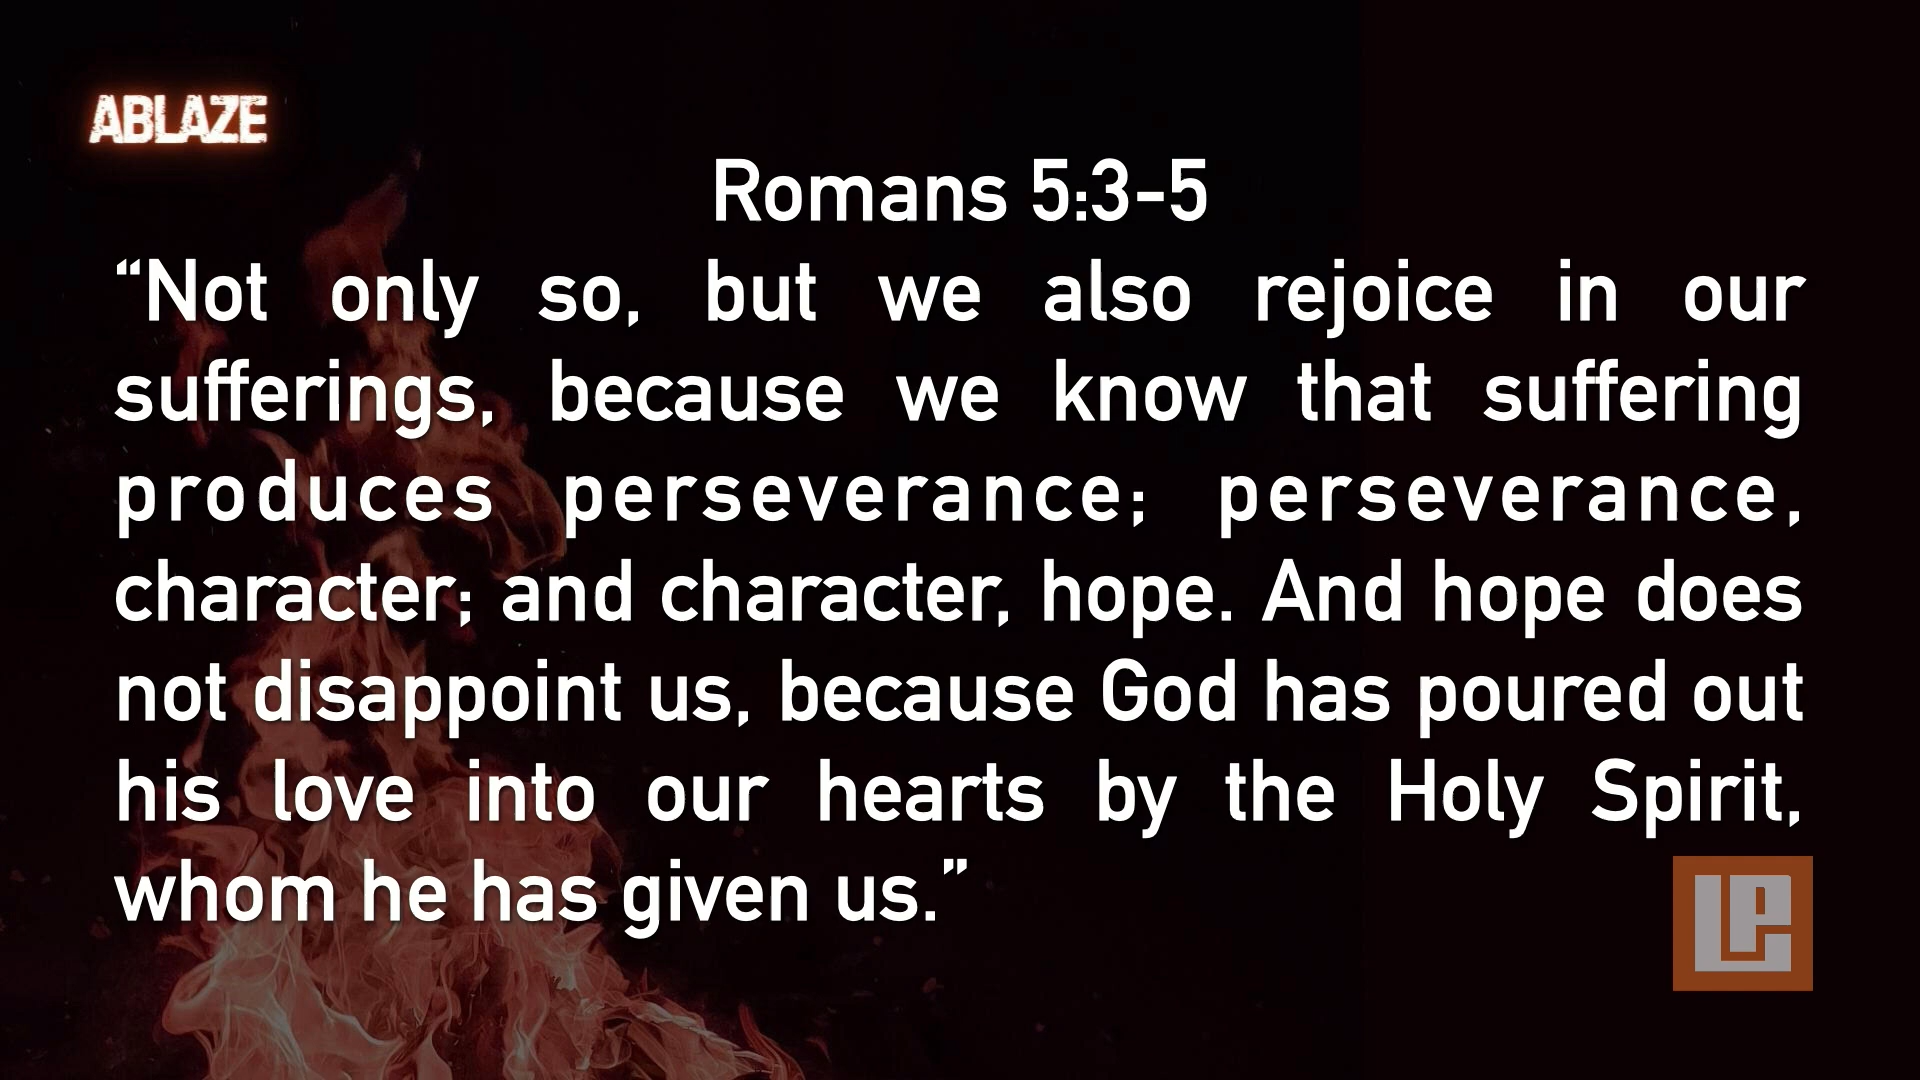 ABLAZE
Romans 5:3-5
“Not only so, but we also rejoice in our
sufferings, because we know that suffering
produces perseverance; perseverance,
character; and character, hope. And hope does
not disappoint us, because God has poured out
his love into our hearts by the Holy Spirit,
whom he has given us.”
LP